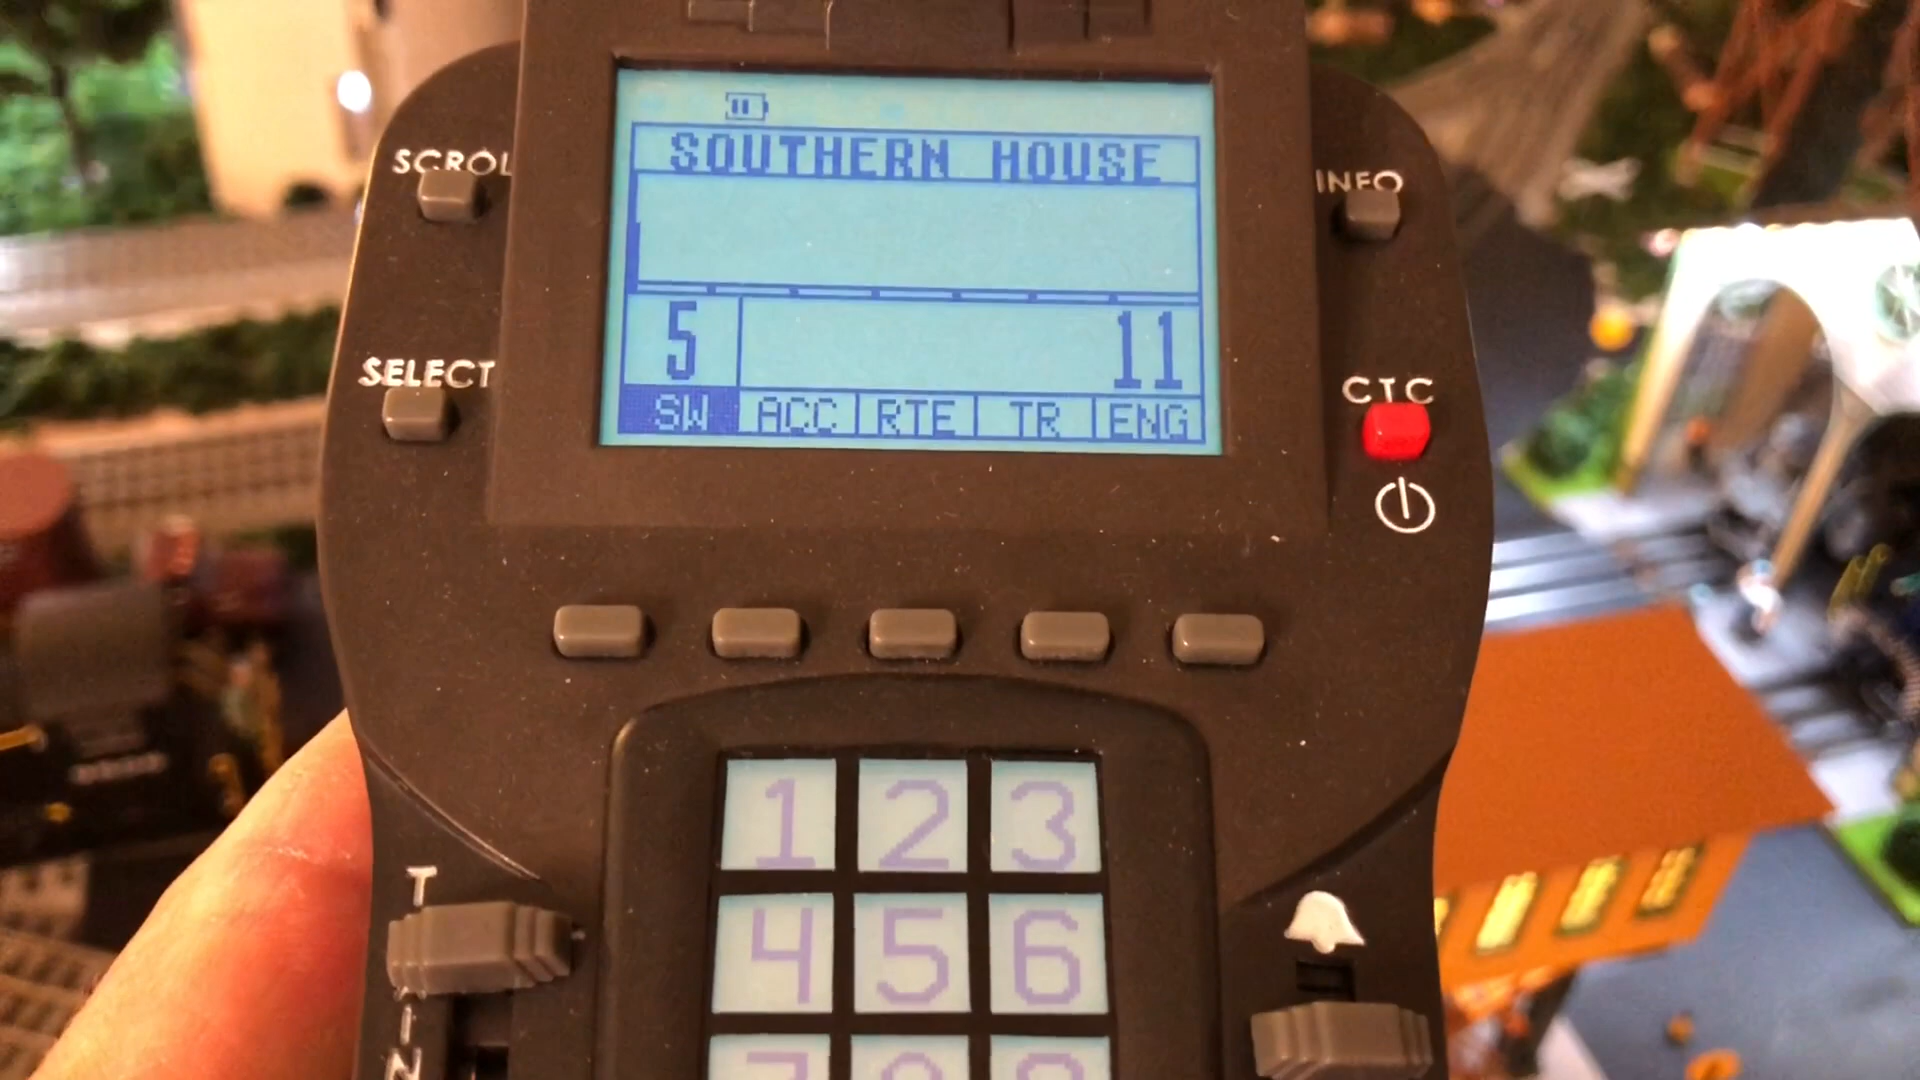 SOUTHERN HOUSE
SCROL
INFO
5 11
SELECT
CTC
SW ACC RTE TR ENG
1 2 3
T
4 5 6